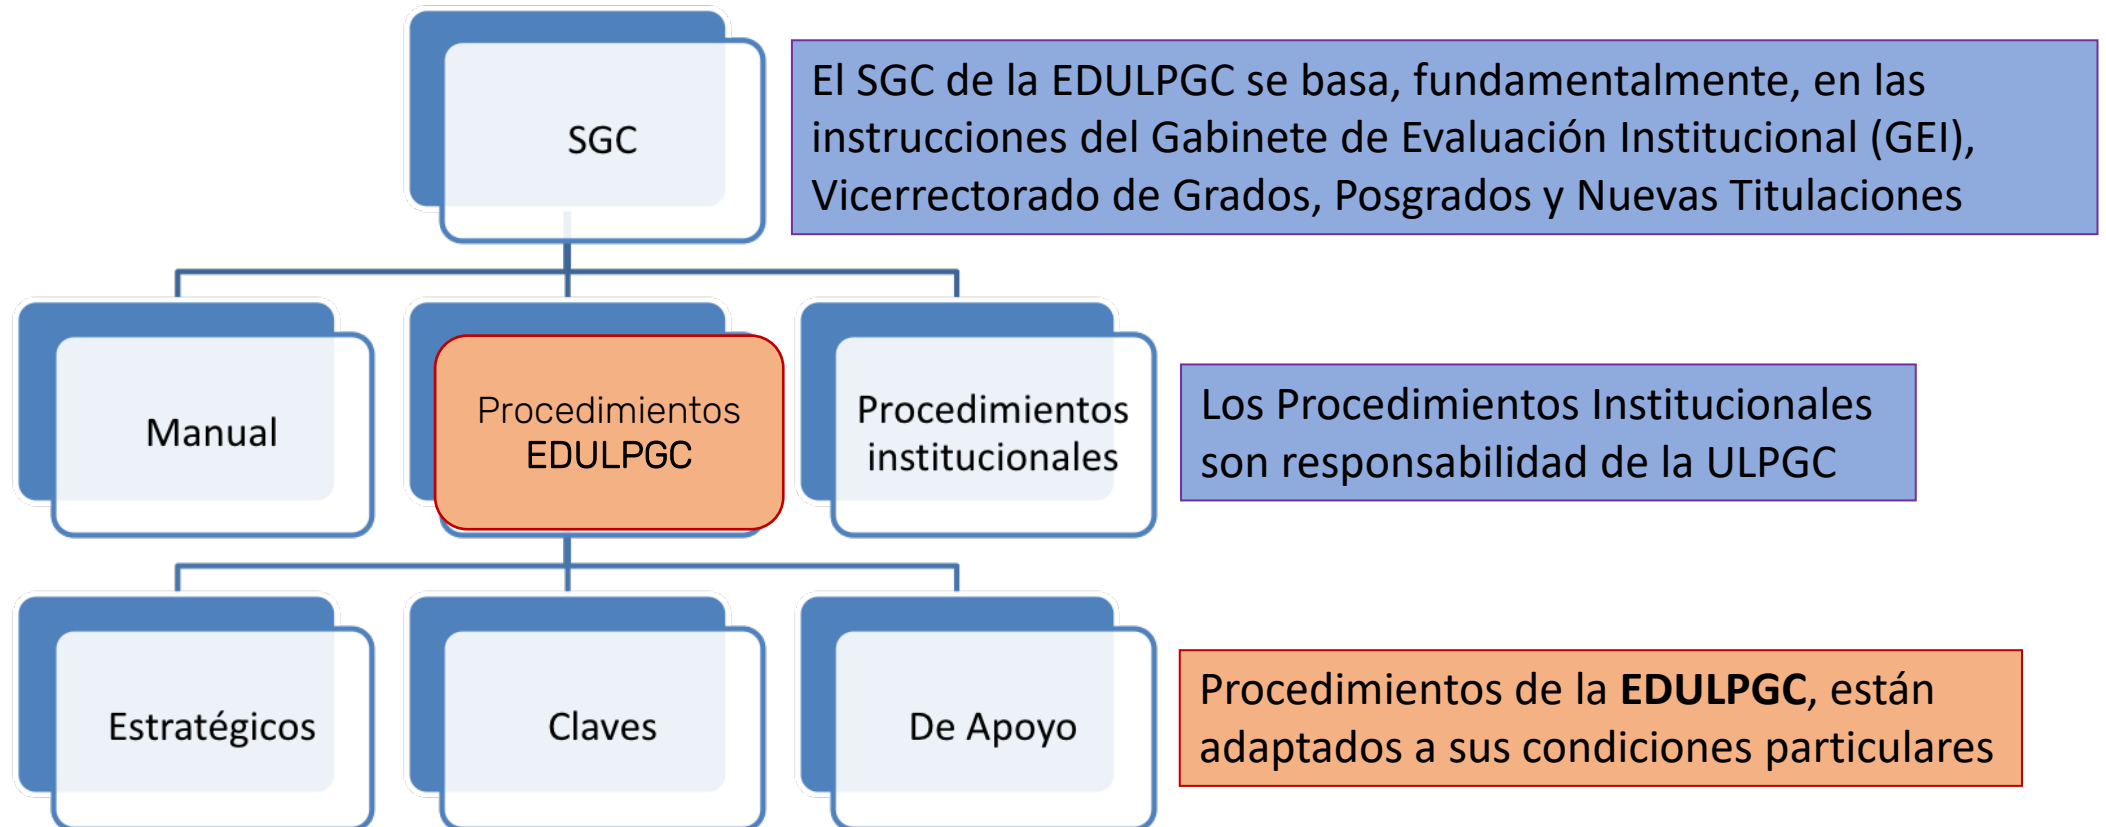 SGC
El SGC de la EDULPGC se basa, fundamentalmente, en las
instrucciones del Gabinete de Evaluación Institucional (GEI),
Vicerrectorado de Grados, Posgrados y Nuevas Titulaciones
Manual
Procedimientos
EDULPGC
Procedimientos
institucionales
Los Procedimientos Institucionales
son responsabilidad de la ULPGC
Estratégicos
Claves
De Apoyo
Procedimientos de la EDULPGC, están
adaptados a sus condiciones particulares